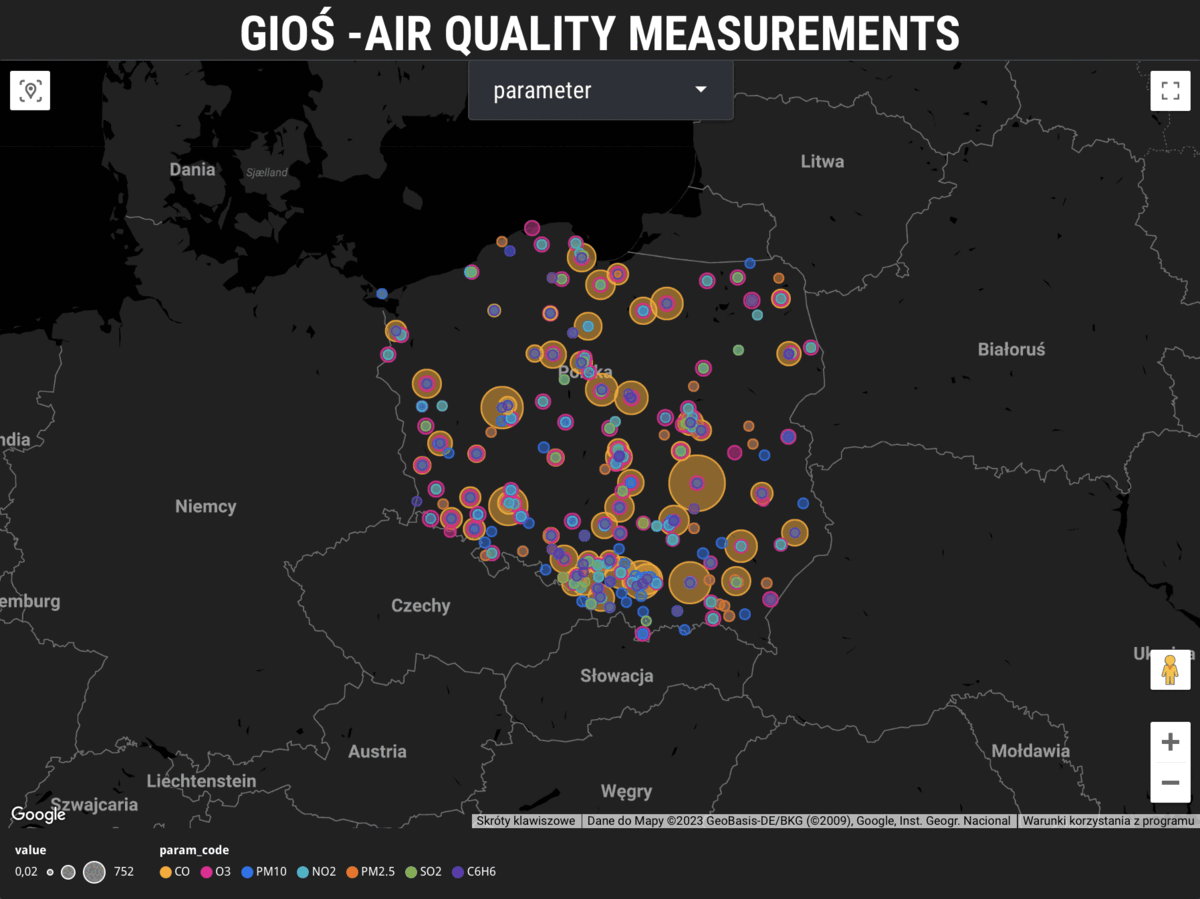 GIOŚ -AIR QUALITY MEASUREMENTS
parameter
Dania
Sjælland
Litwa
Białoruś
Polska
ndia
Niemcy
emburg
Czechy
Słowacja
Austria
Liechtenstein
Szwajcaria
Węgry
Mołdawia
Google
Skróty klawiszowe
Dane do Mapy ©2023 GeoBasis-DE/BKG (©2009), Google, Inst. Geogr. Nacional
Warunki korzystania z programu
value
0,02
752
param_code
CO
O3
PM10
NO2
PM2.5
SO2
C6H6